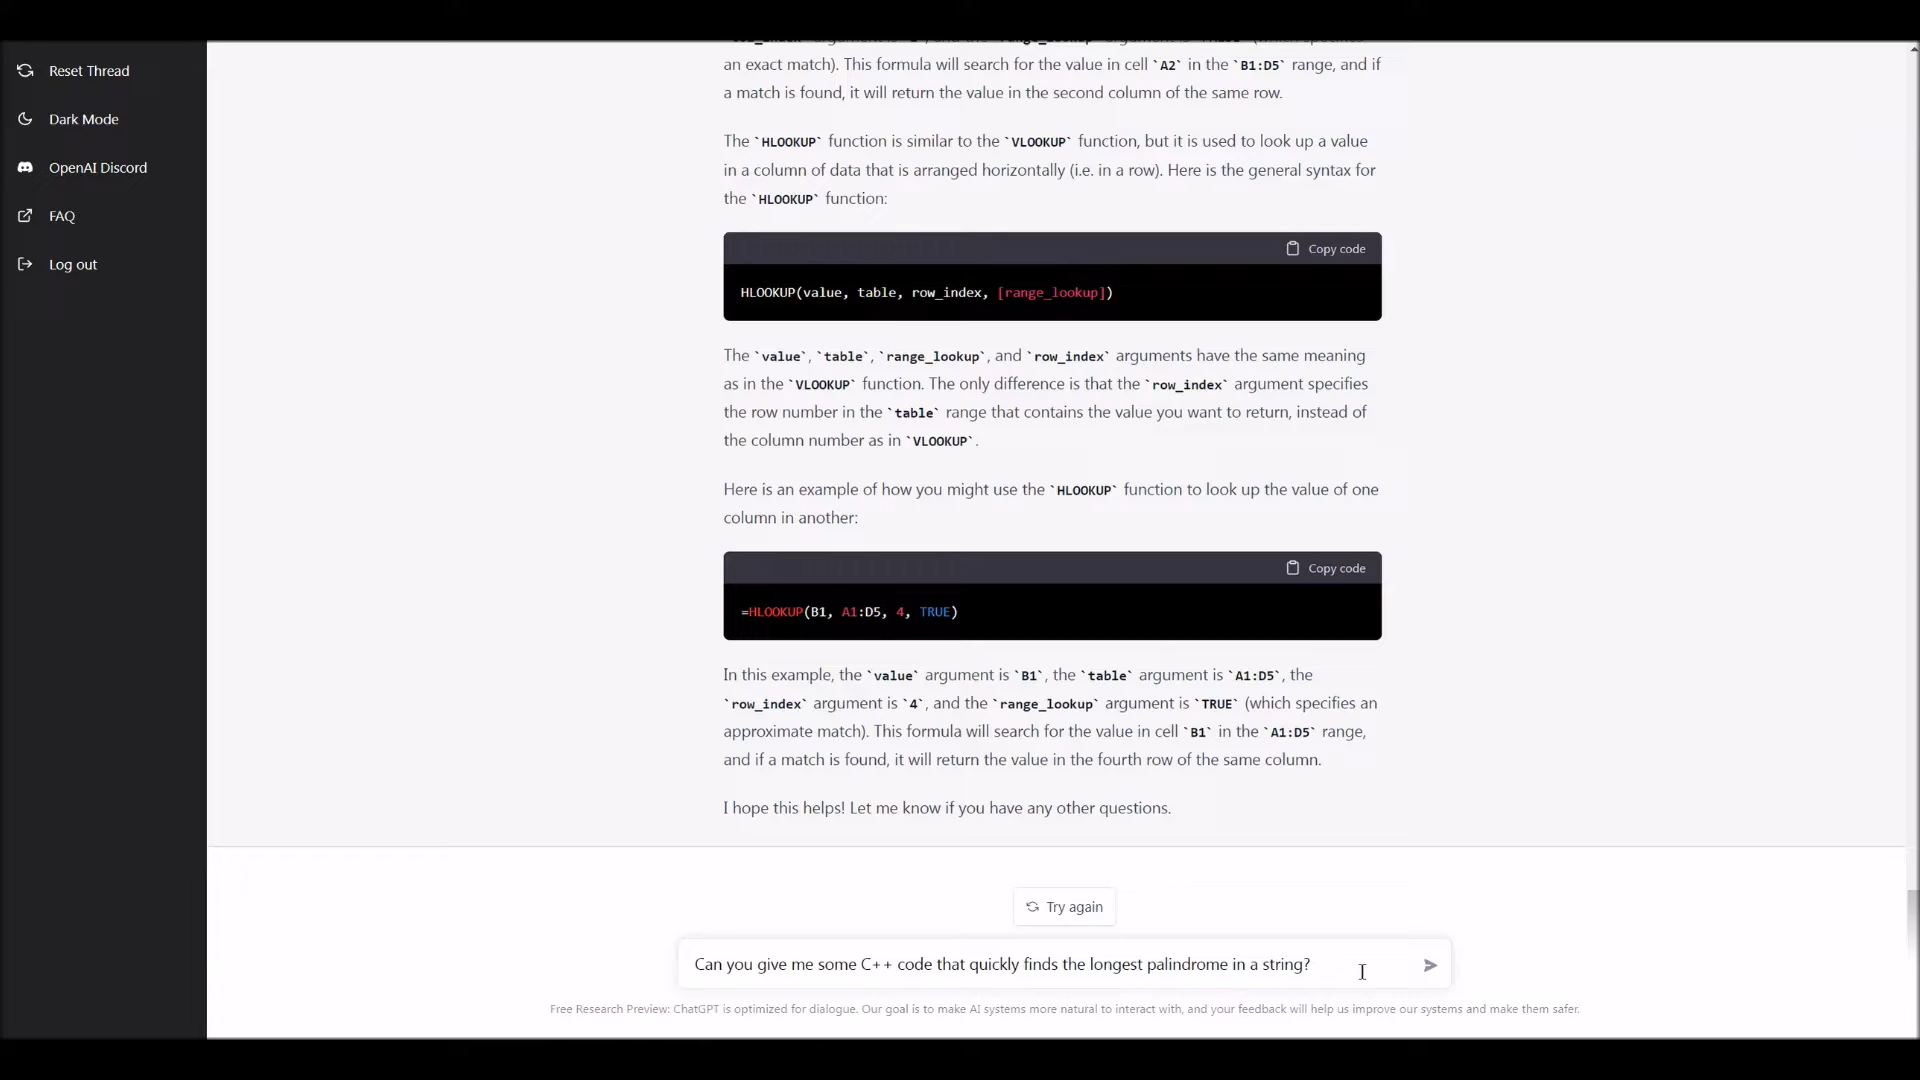 Reset Thread
Dark Mode
OpenAI Discord
FAQ
Log out
an exact match). This formula will search for the value in cell `A2` in the `B1:D5` range, and if
a match is found, it will return the value in the second column of the same row.
The `HLOOKUP` function is similar to the `VLOOKUP` function, but it is used to look up a value
in a column of data that is arranged horizontally (i.e. in a row). Here is the general syntax for
the `HLOOKUP` function:
Copy code
HLOOKUP(value, table, row_index, [range_lookup])
The `value`, `table`, `range_lookup`, and `row_index` arguments have the same meaning
as in the `VLOOKUP` function. The only difference is that the `row_index` argument specifies
the row number in the `table` range that contains the value you want to return, instead of
the column number as in `VLOOKUP`.
Here is an example of how you might use the `HLOOKUP` function to look up the value of one
column in another:
Copy code
=HLOOKUP(B1, A1:D5, 4, TRUE)
In this example, the `value` argument is `B1`, the `table` argument is `A1:D5`, the
`row_index` argument is `4`, and the `range_lookup` argument is `TRUE` (which specifies an
approximate match). This formula will search for the value in cell `B1` in the `A1:D5` range,
and if a match is found, it will return the value in the fourth row of the same column.
I hope this helps! Let me know if you have any other questions.
Try again
Can you give me some C++ code that quickly finds the longest palindrome in a string?
Free Research Preview: ChatGPT is optimized for dialogue. Our goal is to make AI systems more natural to interact with, and your feedback will help us improve our systems and make them safer.